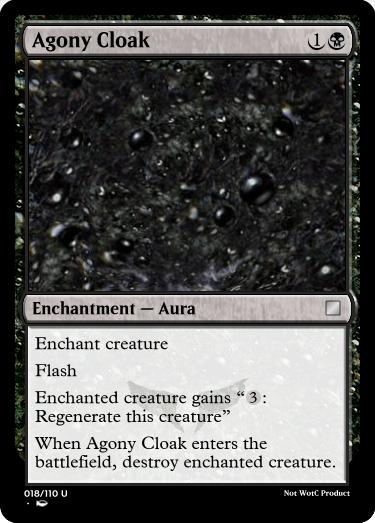 Agony Cloak 1
Enchantment — Aura
Enchant creature
Flash
Enchanted creature gains “3:
Regenerate this creature”
When Agony Cloak enters the
battlefield, destroy enchanted creature.
018/110 U
Not WotC Product